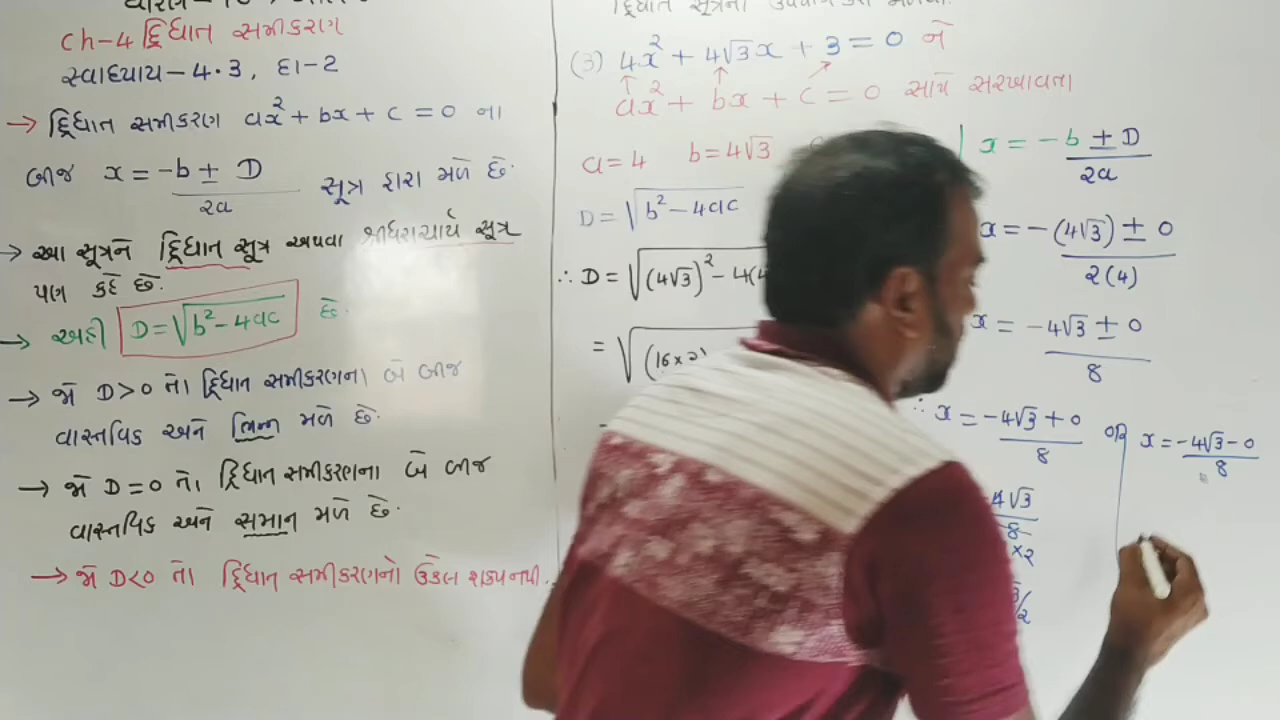 ch-4 દ્વિઘાત સમીકરણ
સ્વાધ્યાય-4.3, દા-2
→ દ્વિઘાત સમીકરણ ax² + bx + c = 0 ના
બીજ x = -b ± D / 2a સૂત્ર દ્વારા મળે છે.
→ આ સૂત્રને દ્વિઘાત સૂત્ર અથવા શ્રીધરાચાર્ય સૂત્ર
પણ કહે છે.
→ અહી D = √b² - 4ac છે.
→ જો D > 0 તો દ્વિઘાત સમીકરણના બે બીજ
વાસ્તવિક અને ભિન્ન મળે છે.
→ જો D = 0 તો દ્વિઘાત સમીકરણના બે બીજ
વાસ્તવિક અને સમાન મળે છે.
→ જો D < 0 તો દ્વિઘાત સમીકરણનો ઉકેલ શક્ય નથી.
(3) 4x² + 4√3x + 3 = 0 ને
ax² + bx + c = 0 સાથે સરખાવતા
a = 4 b = 4√3
D = √b² - 4ac
∴ D = √(4√3)² - 4(4
= √(16×3)
x = -b ± D / 2a
x = -(4√3) ± 0 / 2(4)
x = -4√3 ± 0 / 8
∴ x = -4√3 + 0 / 8 અથવા x = -4√3 - 0 / 8
4√3 / 8
×2